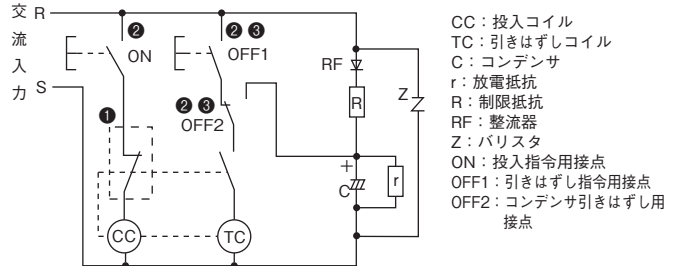 交流入力
R
S
❷
ON
❷ ❸
OFF1
❷ ❸
OFF2
❶
RF
R
Z
+
C
r
CC
TC
CC：投入コイル
TC：引きはずしコイル
C：コンデンサ
r：放電抵抗
R：制限抵抗
RF：整流器
Z：バリスタ
ON：投入指令用接点
OFF1：引きはずし指令用接点
OFF2：コンデンサ引きはずし用
接点